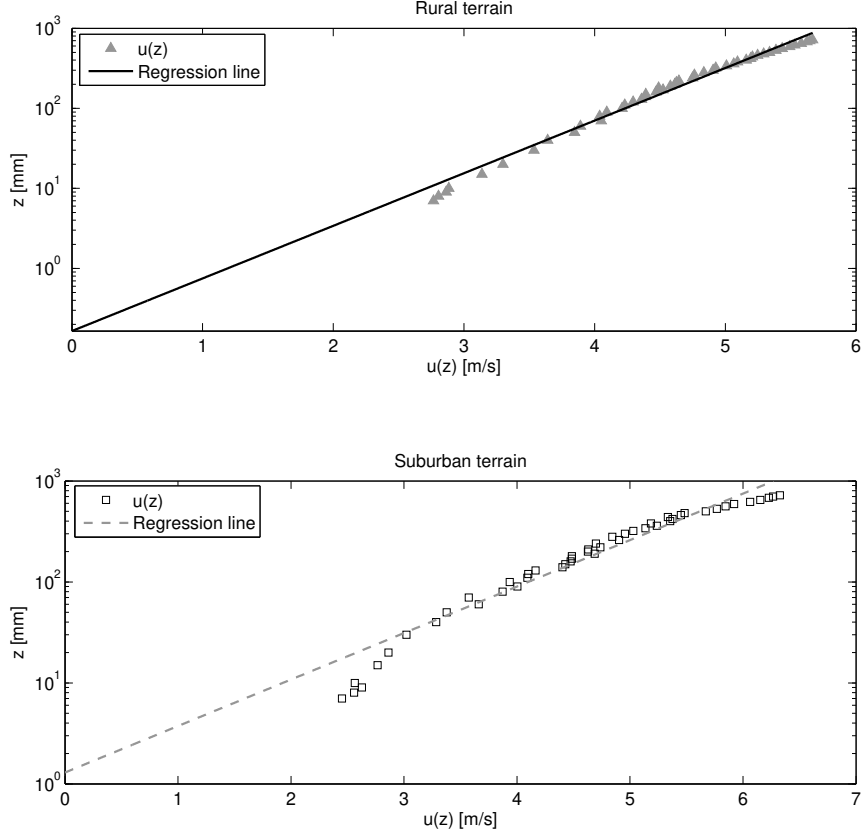 Rural terrain
10³
10²
10¹
10⁰
z [mm]
u(z)
Regression line
0 1 2 3 4 5 6
u(z) [m/s]
Suburban terrain
10³
10²
10¹
10⁰
z [mm]
u(z)
Regression line
0 1 2 3 4 5 6 7
u(z) [m/s]